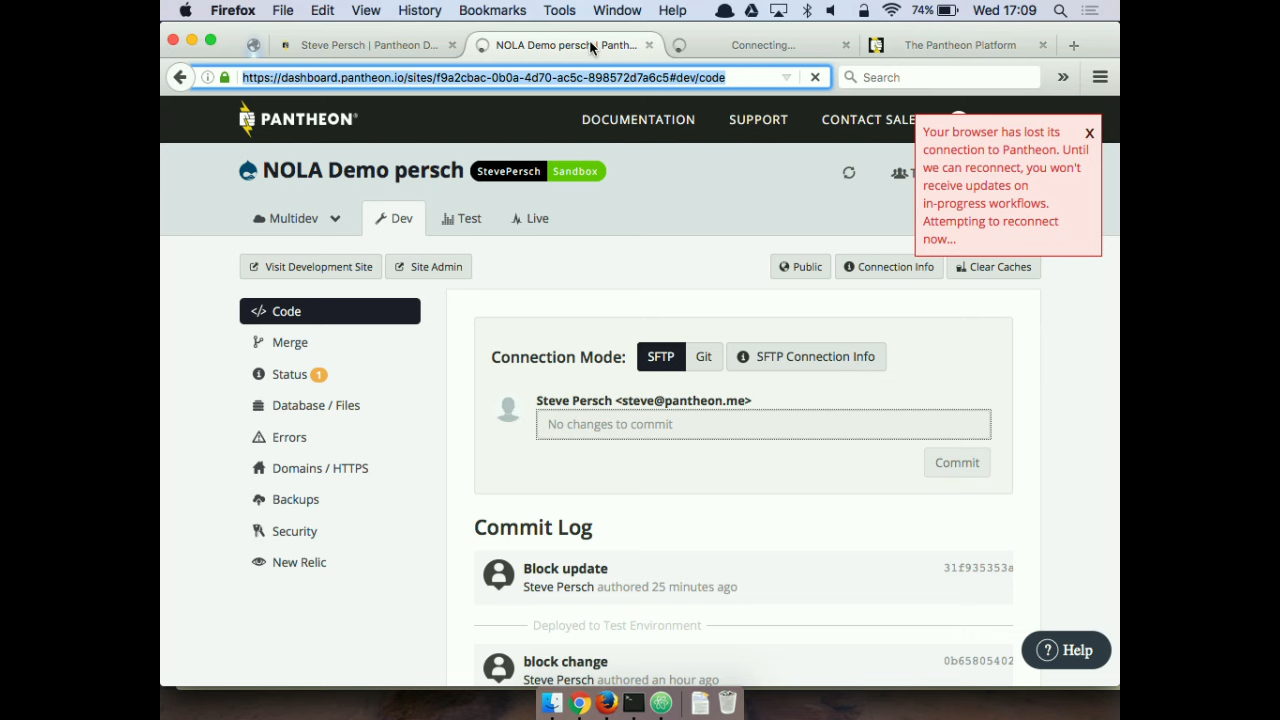 Firefox File Edit View History Bookmarks Tools Window Help 74% Wed 17:09
Steve Persch | Pantheon D... NOLA Demo persch | Panth... Connecting... The Pantheon Platform
https://dashboard.pantheon.io/sites/f9a2cbac-0b0a-4d70-ac5c-898572d7a6c5#dev/code Search
PANTHEON DOCUMENTATION SUPPORT CONTACT SALE
Your browser has lost its
connection to Pantheon. Until
we can reconnect, you won't
receive updates on
in-progress workflows.
Attempting to reconnect
now...
X
NOLA Demo persch StevePersch Sandbox
Multidev Dev Test Live
Visit Development Site Site Admin Public Connection Info Clear Caches
Code
Merge
Status 1
Database / Files
Errors
Domains / HTTPS
Backups
Security
New Relic
Connection Mode: SFTP Git SFTP Connection Info
Steve Persch <steve@pantheon.me>
No changes to commit
Commit
Commit Log
Block update 31f935353a
Steve Persch authored 25 minutes ago
Deployed to Test Environment
block change 0b65805402
Steve Persch authored an hour ago
? Help